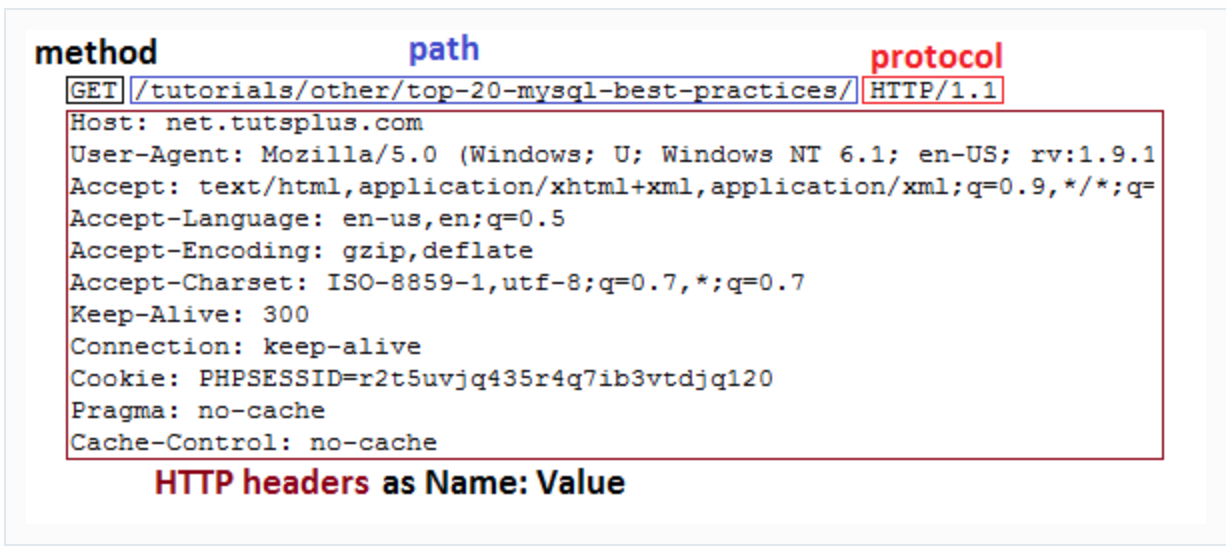 method path protocol
GET /tutorials/other/top-20-mysql-best-practices/ HTTP/1.1
Host: net.tutsplus.com
User-Agent: Mozilla/5.0 (Windows; U; Windows NT 6.1; en-US; rv:1.9.1
Accept: text/html,application/xhtml+xml,application/xml;q=0.9,*/*;q=
Accept-Language: en-us,en;q=0.5
Accept-Encoding: gzip,deflate
Accept-Charset: ISO-8859-1,utf-8;q=0.7,*;q=0.7
Keep-Alive: 300
Connection: keep-alive
Cookie: PHPSESSID=r2t5uvjq435r4q7ib3vtdjq120
Pragma: no-cache
Cache-Control: no-cache
HTTP headers as Name: Value